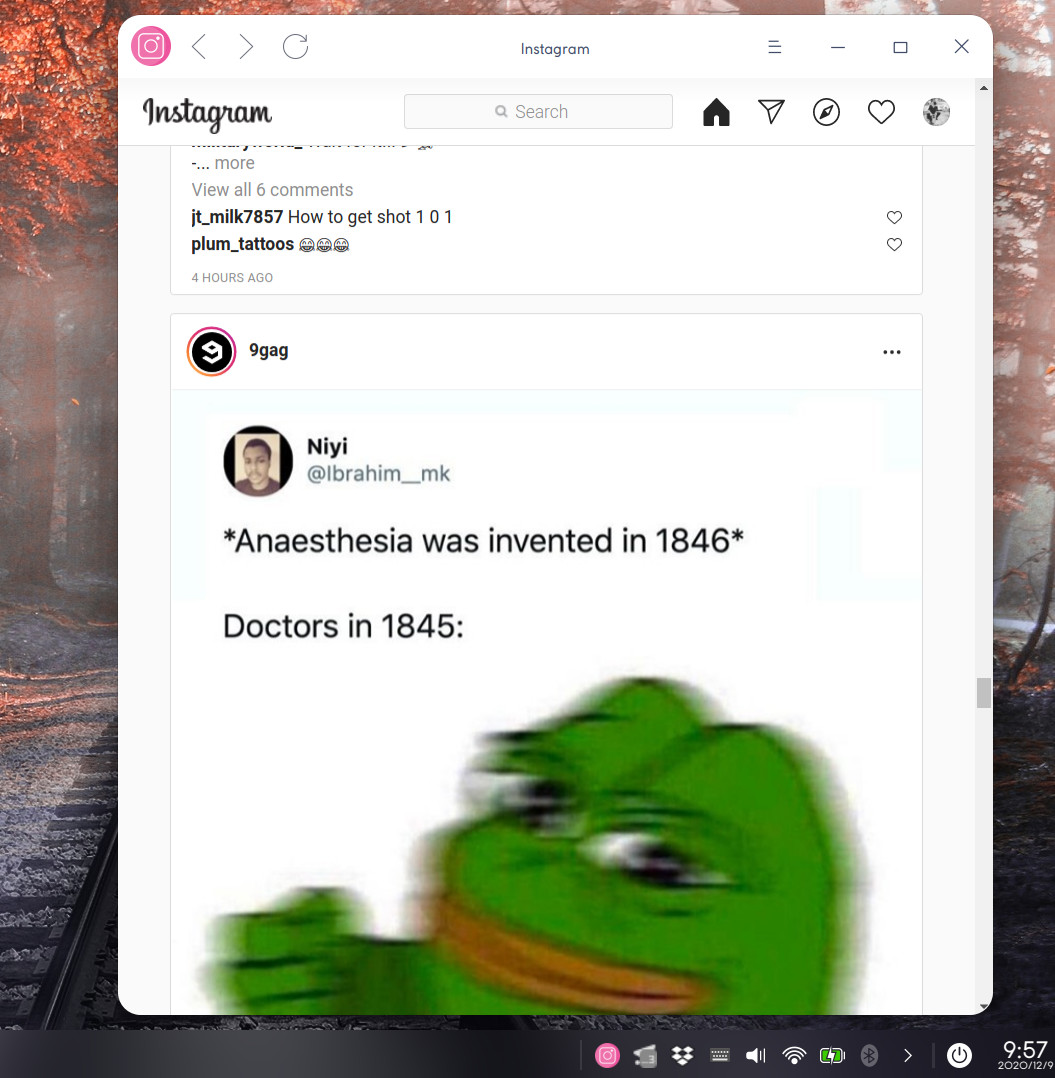 Instagram
Instagram
Search
-... more
View all 6 comments
jt_milk7857 How to get shot 1 0 1
plum_tattoos 😂😂😂
4 HOURS AGO
9gag
Niyi
@Ibrahim__mk
*Anaesthesia was invented in 1846*
Doctors in 1845:
3
9:57
2020/12/9